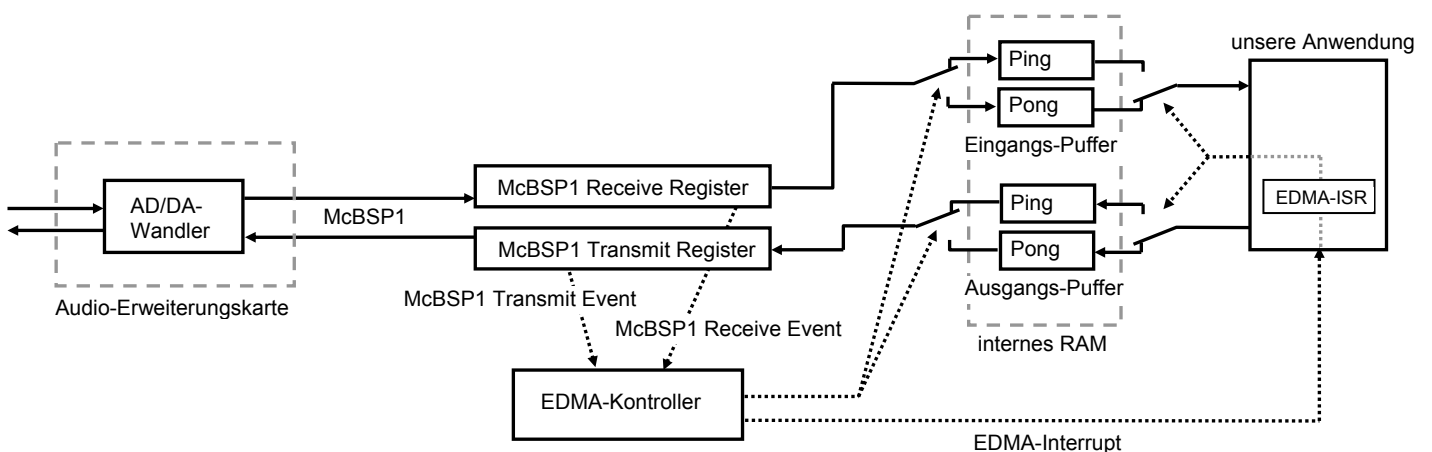 unsere Anwendung
Ping
Pong
Eingangs-Puffer
AD/DA-
Wandler
McBSP1
McBSP1 Receive Register
McBSP1 Transmit Register
Ping
Pong
EDMA-ISR
Audio-Erweiterungskarte
McBSP1 Transmit Event
McBSP1 Receive Event
Ausgangs-Puffer
internes RAM
EDMA-Kontroller
EDMA-Interrupt